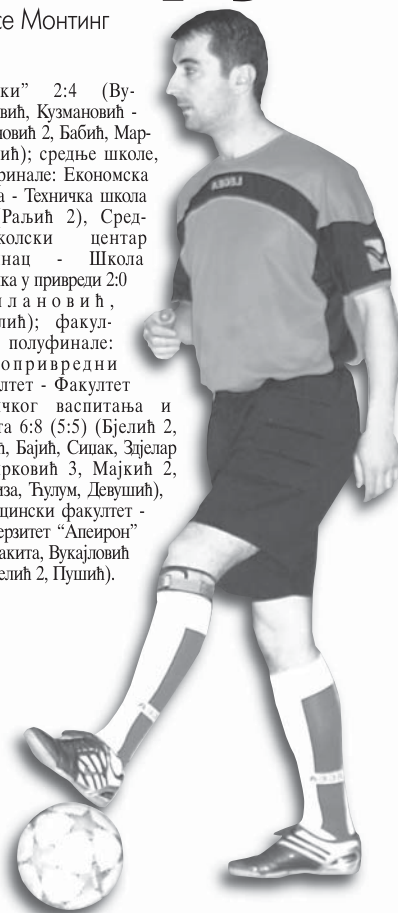 се Монтинг
ки” 2:4 (Ву-
вић, Кузмановић -
новић 2, Бабић, Мар-
ић); средње школе,
финале: Економска
а - Техничка школа
Раљић 2), Сред-
колски центар
нац - Школа
ка у привреди 2:0
лановић,
лић); факул-
полуфинале:
опривредни
лтет - Факултет
чког васпитања и
та 6:8 (5:5) (Бјелић 2,
ћ, Бајић, Сицак, Здјелар
рковић 3, Мајкић 2,
иза, Ћулум, Девушић),
цински факултет -
ерзитет “Апеирон”
акита, Вукајловић
елић 2, Пушић).
LEGEA